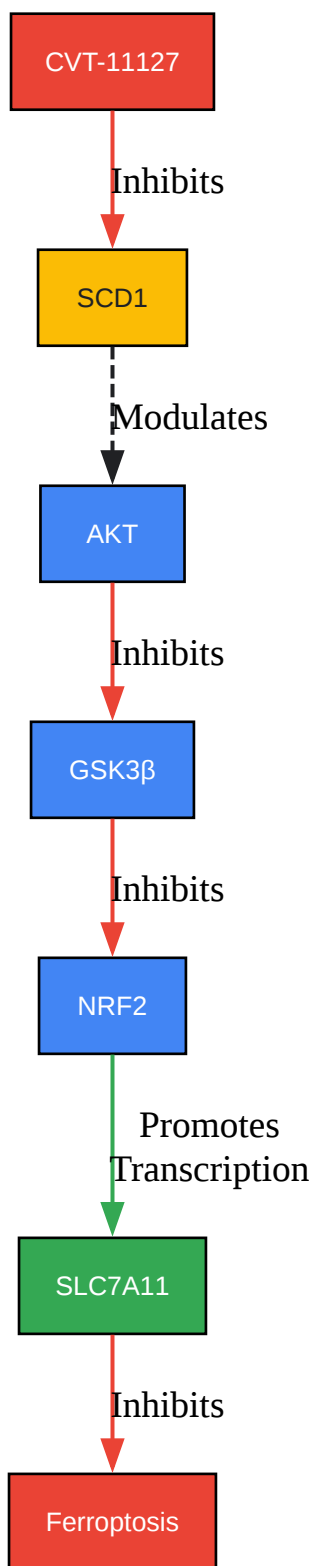 CVT-11127
Inhibits
SCD1
Modulates
AKT
Inhibits
GSK3β
Inhibits
NRF2
Promotes
Transcription
SLC7A11
Inhibits
Ferroptosis